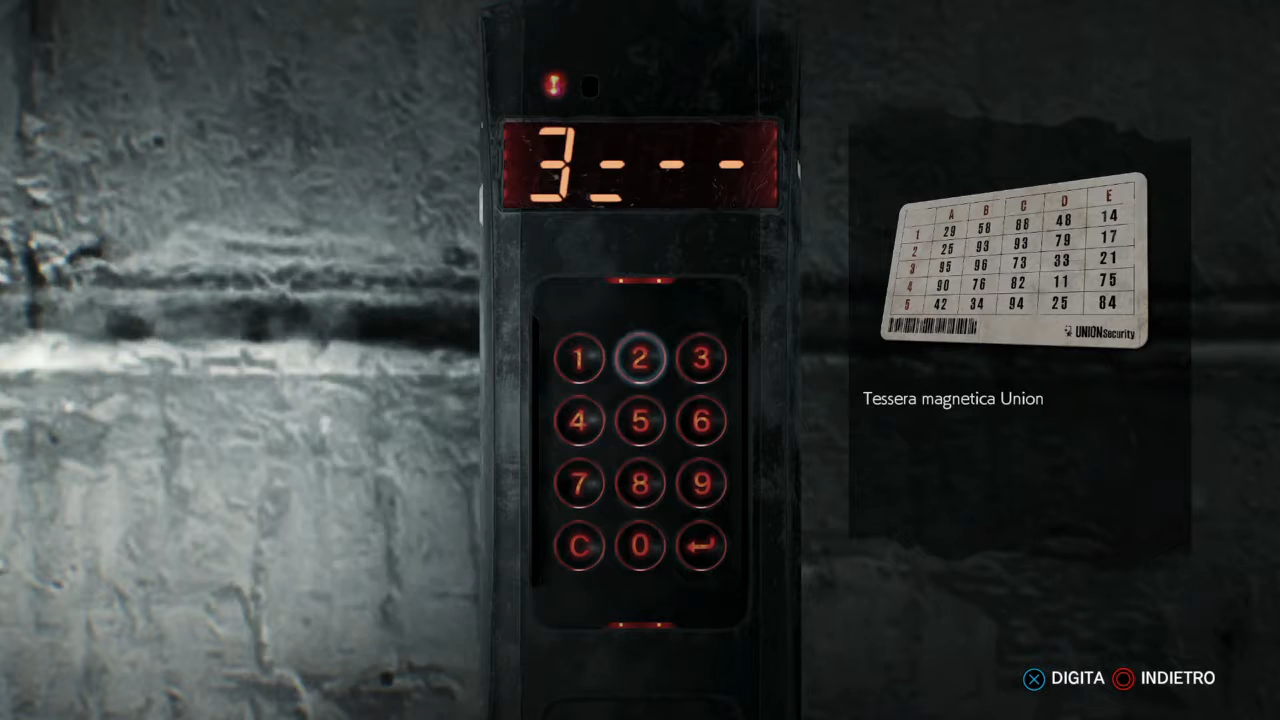 3 - - -
A B C D E
1 29 58 88 48 14
2 25 93 93 79 17
3 95 96 73 33 21
4 90 76 82 11 75
5 42 34 94 25 84
UNIONSecurity
1 2 3
4 5 6
7 8 9
C 0
Tessera magnetica Union
DIGITA INDIETRO